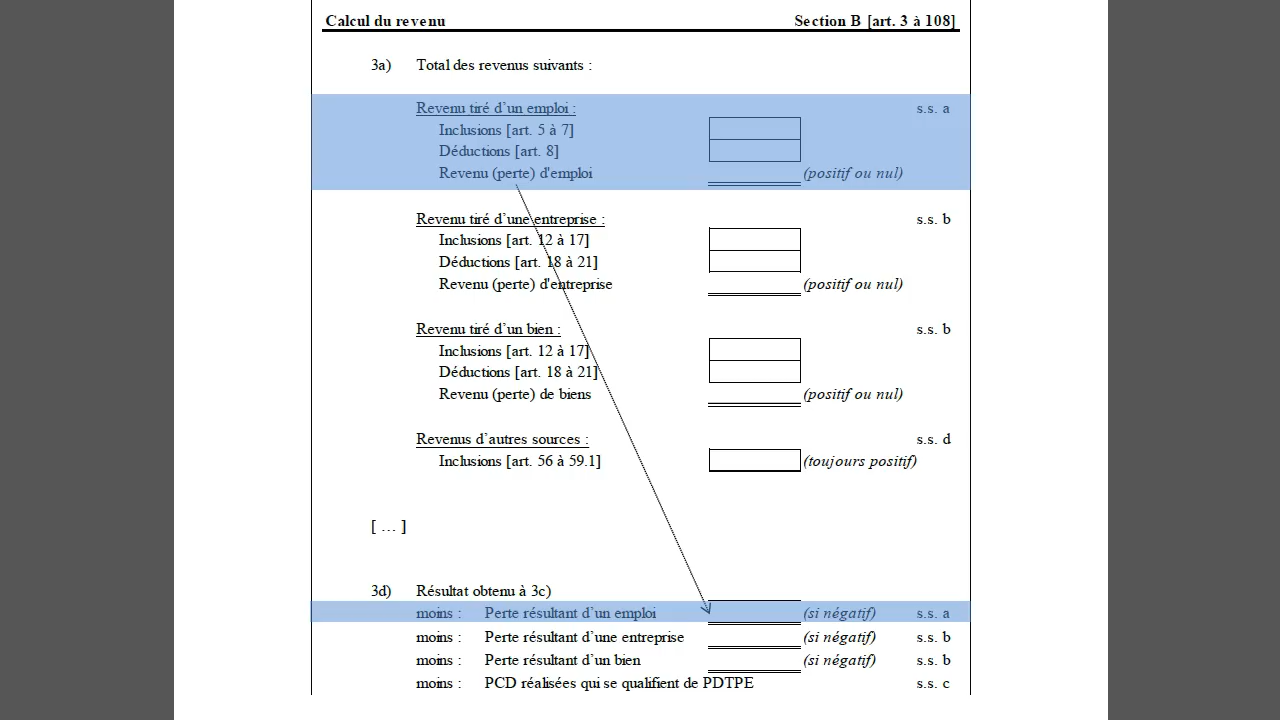 Calcul du revenu Section B [art. 3 à 108]
3a) Total des revenus suivants :
Revenu tiré d’un emploi : s.s. a
Inclusions [art. 5 à 7]
Déductions [art. 8]
Revenu (perte) d'emploi (positif ou nul)
Revenu tiré d’une entreprise : s.s. b
Inclusions [art. 12 à 17]
Déductions [art. 18 à 21]
Revenu (perte) d'entreprise (positif ou nul)
Revenu tiré d’un bien : s.s. b
Inclusions [art. 12 à 17]
Déductions [art. 18 à 21]
Revenu (perte) de biens (positif ou nul)
Revenus d’autres sources : s.s. d
Inclusions [art. 56 à 59.1] (toujours positif)
[ … ]
3d) Résultat obtenu à 3c)
moins : Perte résultant d’un emploi (si négatif) s.s. a
moins : Perte résultant d’une entreprise (si négatif) s.s. b
moins : Perte résultant d’un bien (si négatif) s.s. b
moins : PCD réalisées qui se qualifient de PDTPE s.s. c